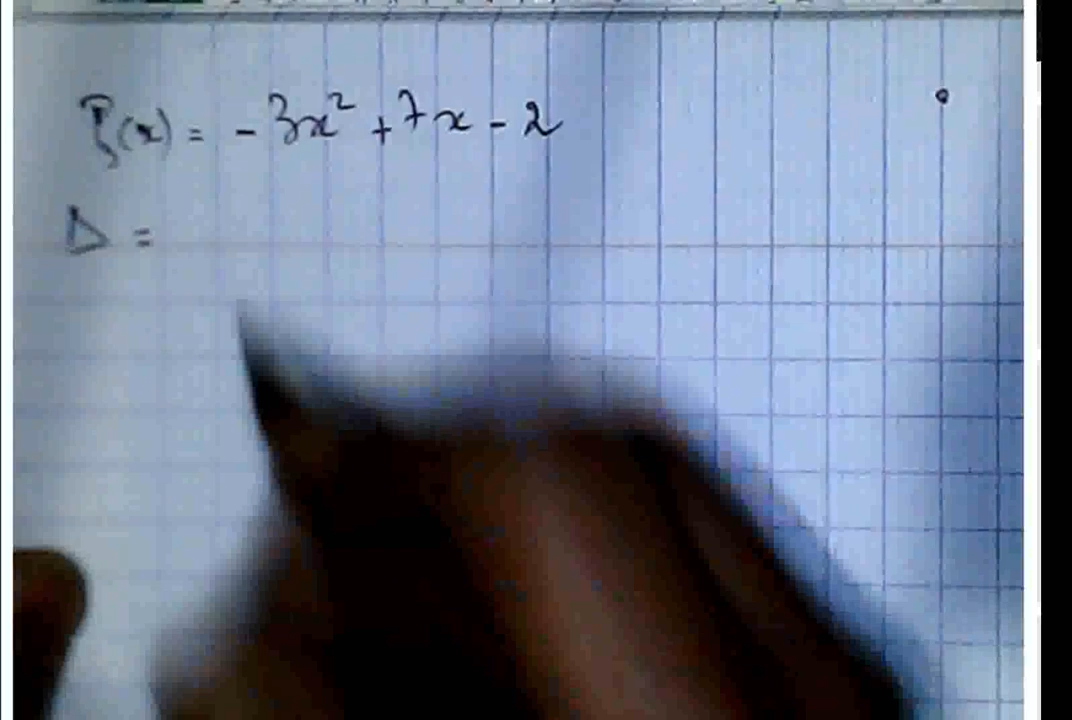 P(x) = -3x² + 7x - 2
Δ =